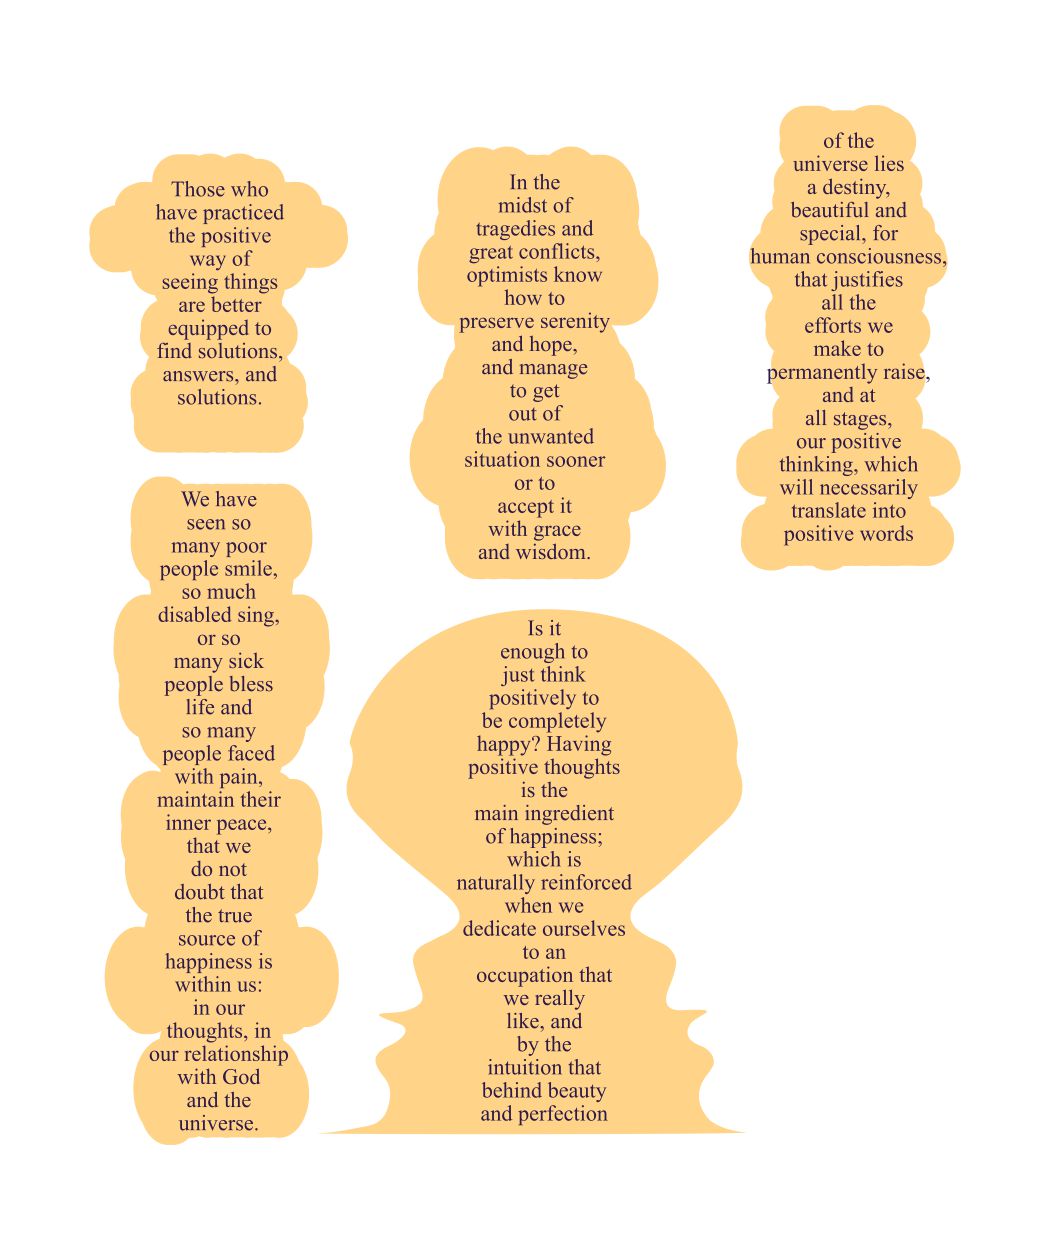 Those who
have practiced
the positive
way of
seeing things
are better
equipped to
find solutions,
answers, and
solutions.
We have
seen so
many poor
people smile,
so much
disabled sing,
or so
many sick
people bless
life and
so many
people faced
with pain,
maintain their
inner peace,
that we
do not
doubt that
the true
source of
happiness is
within us:
in our
thoughts, in
our relationship
with God
and the
universe.
In the
midst of
tragedies and
great conflicts,
optimists know
how to
preserve serenity
and hope,
and manage
to get
out of
the unwanted
situation sooner
or to
accept it
with grace
and wisdom.
Is it
enough to
just think
positively to
be completely
happy? Having
positive thoughts
is the
main ingredient
of happiness;
which is
naturally reinforced
when we
dedicate ourselves
to an
occupation that
we really
like, and
by the
intuition that
behind beauty
and perfection
of the
universe lies
a destiny,
beautiful and
special, for
human consciousness,
that justifies
all the
efforts we
make to
permanently raise,
and at
all stages,
our positive
thinking, which
will necessarily
translate into
positive words